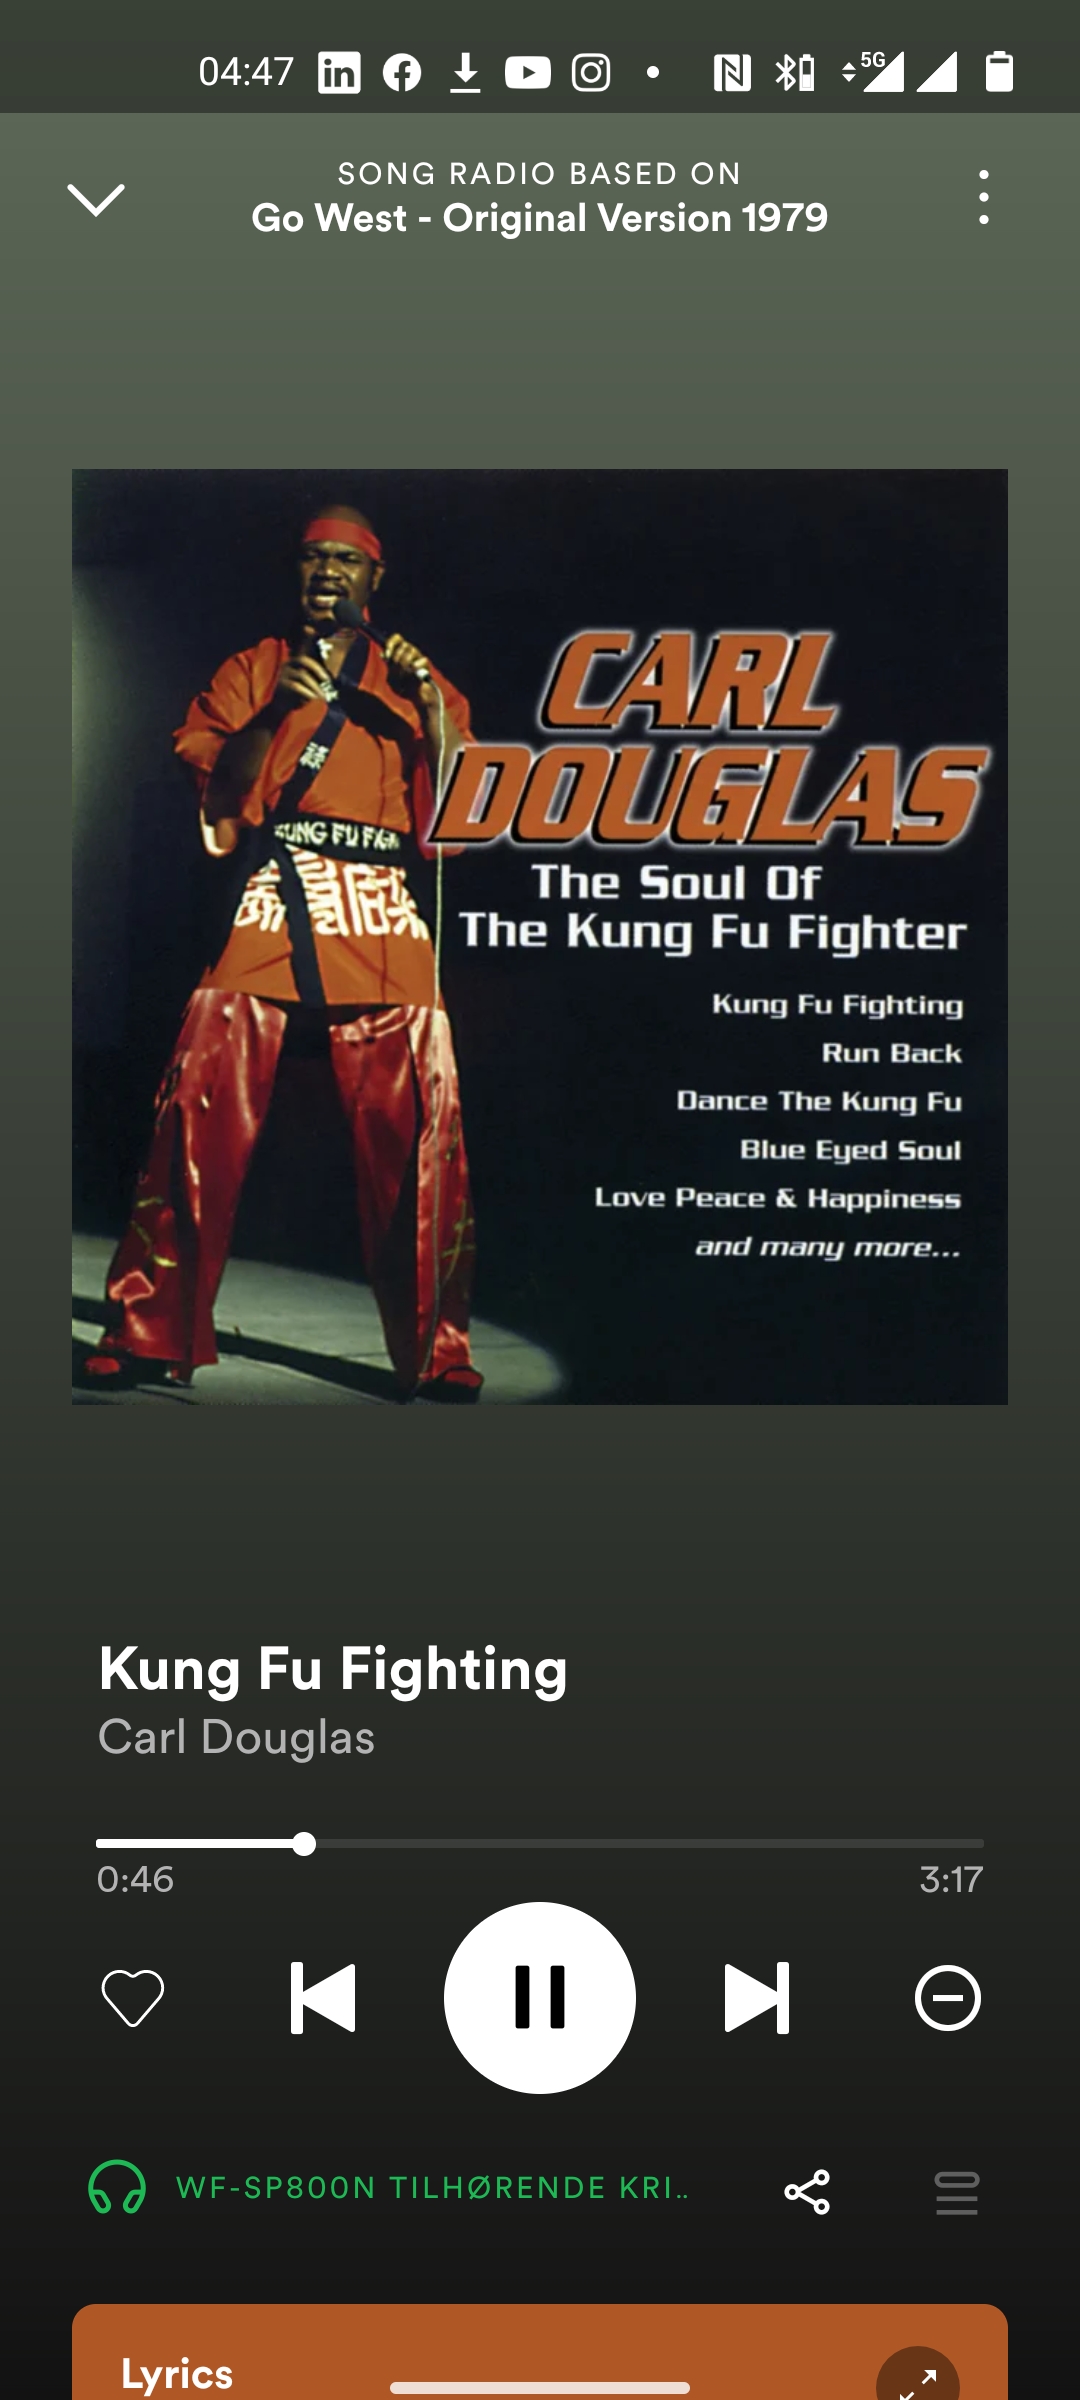 04:47
5G
SONG RADIO BASED ON
Go West - Original Version 1979
CARL
DOUGLAS
The Soul Of
The Kung Fu Fighter
Kung Fu Fighting
Run Back
Dance The Kung Fu
Blue Eyed Soul
Love Peace & Happiness
and many more...
Kung Fu Fighting
Carl Douglas
0:46
3:17
WF-SP800N TILHØRENDE KRI..
Lyrics